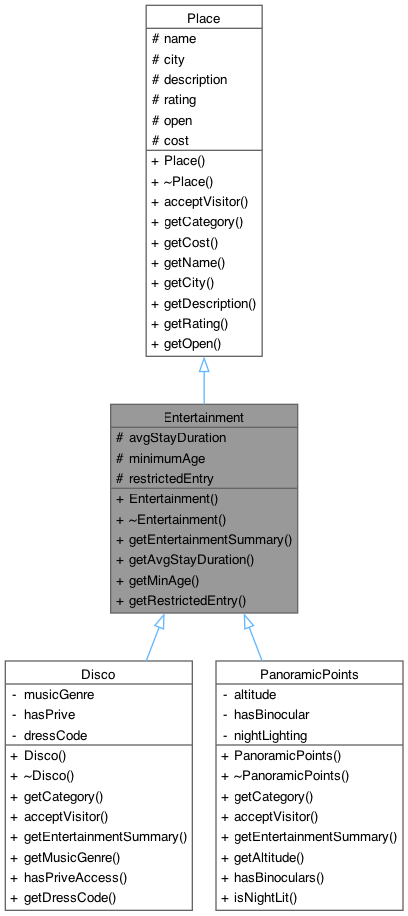 Place
# name
# city
# description
# rating
# open
# cost
+ Place()
+ ~Place()
+ acceptVisitor()
+ getCategory()
+ getCost()
+ getName()
+ getCity()
+ getDescription()
+ getRating()
+ getOpen()
Entertainment
# avgStayDuration
# minimumAge
# restrictedEntry
+ Entertainment()
+ ~Entertainment()
+ getEntertainmentSummary()
+ getAvgStayDuration()
+ getMinAge()
+ getRestrictedEntry()
Disco
- musicGenre
- hasPrive
- dressCode
+ Disco()
+ ~Disco()
+ getCategory()
+ acceptVisitor()
+ getEntertainmentSummary()
+ getMusicGenre()
+ hasPriveAccess()
+ getDressCode()
PanoramicPoints
- altitude
- hasBinocular
- nightLighting
+ PanoramicPoints()
+ ~PanoramicPoints()
+ getCategory()
+ acceptVisitor()
+ getEntertainmentSummary()
+ getAltitude()
+ hasBinoculars()
+ isNightLit()